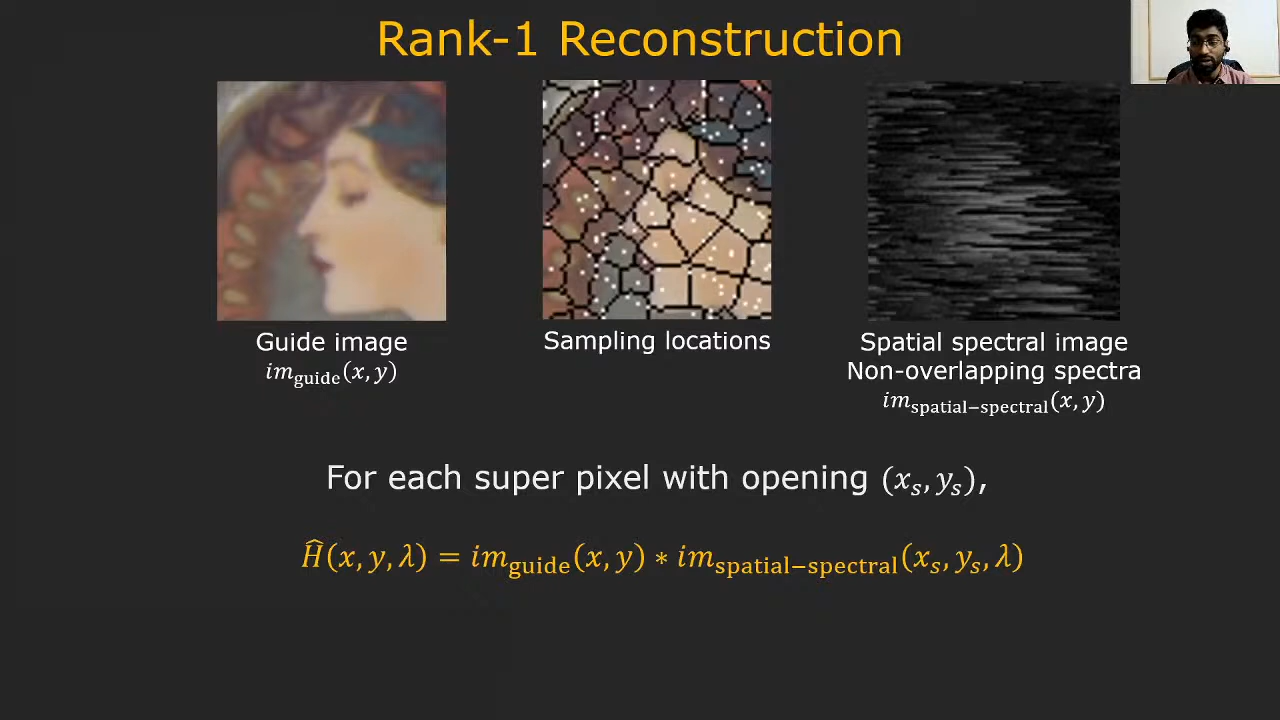 Rank-1 Reconstruction
Guide image
im_guide(x, y)
Sampling locations
Spatial spectral image
Non-overlapping spectra
im_spatial−spectral(x, y)
For each super pixel with opening (x_s, y_s),
Ĥ(x, y, λ) = im_guide(x, y) ∗ im_spatial−spectral(x_s, y_s, λ)